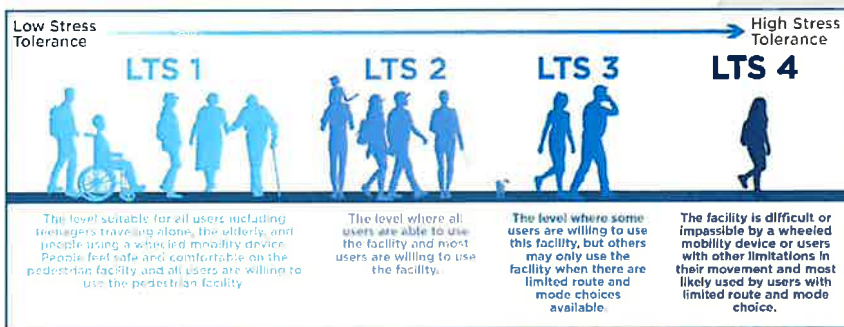 Low Stress
Tolerance
High Stress
Tolerance
LTS 1
LTS 2
LTS 3
LTS 4
The level suitable for all users including
teenagers traveling alone, the elderly, and
people using a wheeled mobility device.
People feel safe and comfortable on the
pedestrian facility and all users are willing to
use the pedestrian facility
The level where all
users are able to use
the facility and most
users are willing to use
the facility.
The level where some
users are willing to use
this facility, but others
may only use the
facility when there are
limited route and
mode choices
available.
The facility is difficult or
impassible by a wheeled
mobility device or users
with other limitations in
their movement and most
likely used by users with
limited route and mode
choice.